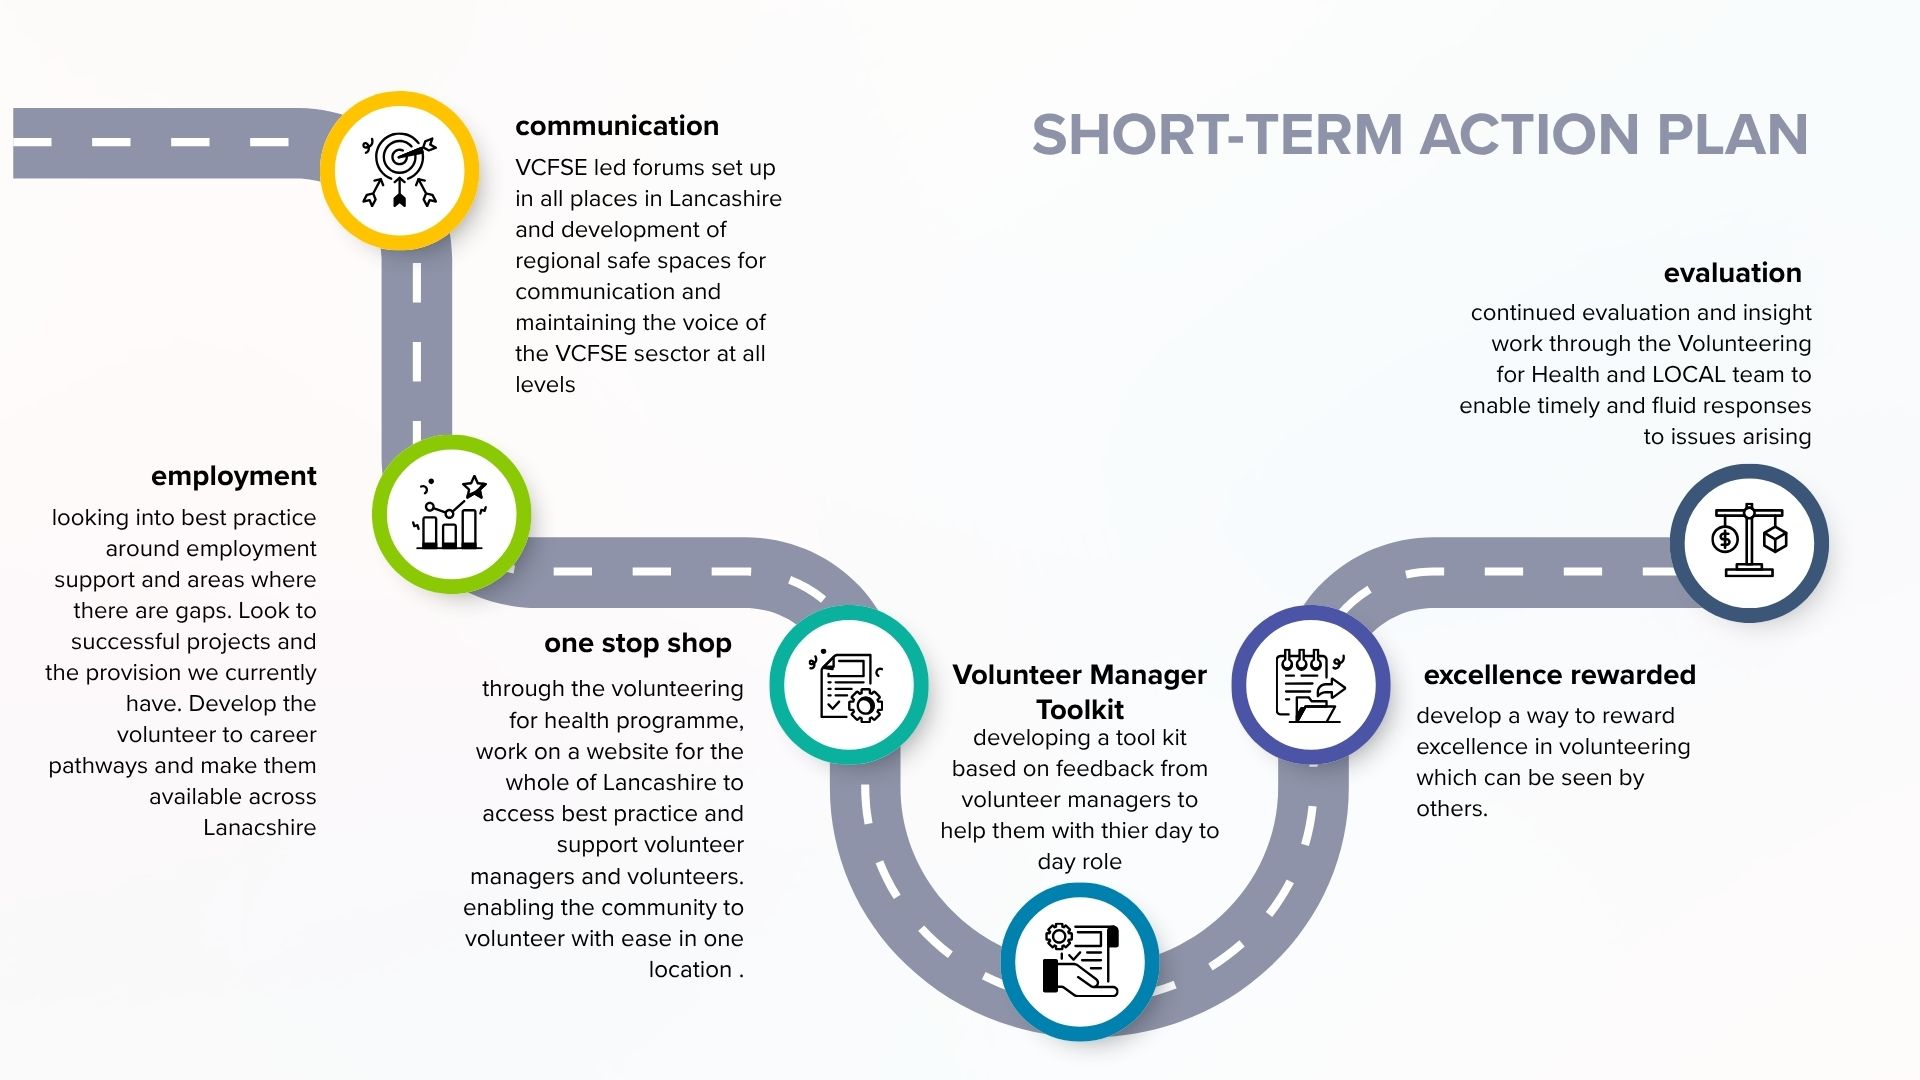 SHORT-TERM ACTION PLAN
communication
VCFSE led forums set up
in all places in Lancashire
and development of
regional safe spaces for
communication and
maintaining the voice of
the VCFSE sesctor at all
levels
employment
looking into best practice
around employment
support and areas where
there are gaps. Look to
successful projects and
the provision we currently
have. Develop the
volunteer to career
pathways and make them
available across
Lanacshire
one stop shop
through the volunteering
for health programme,
work on a website for the
whole of Lancashire to
access best practice and
support volunteer
managers and volunteers.
enabling the community to
volunteer with ease in one
location .
Volunteer Manager
Toolkit
developing a tool kit
based on feedback from
volunteer managers to
help them with thier day to
day role
excellence rewarded
develop a way to reward
excellence in volunteering
which can be seen by
others.
evaluation
continued evaluation and insight
work through the Volunteering
for Health and LOCAL team to
enable timely and fluid responses
to issues arising
$